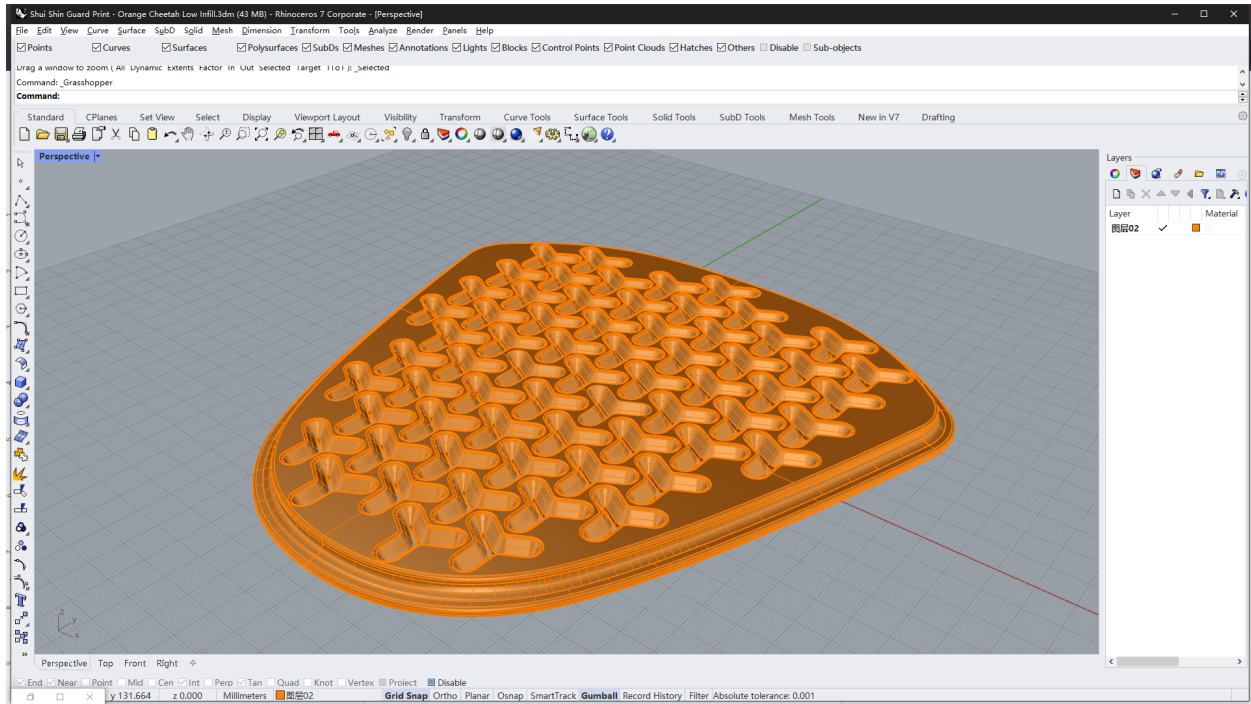 Shui Shin Guard Print - Orange Cheetah Low Infill.3dm (43 MB) - Rhinoceros 7 Corporate - [Perspective]
File Edit View Curve Surface SubD Solid Mesh Dimension Transform Tools Analyze Render Panels Help
Points Curves Surfaces Polysurfaces SubDs Meshes Annotations Lights Blocks Control Points Point Clouds Hatches Others Disable Sub-objects
Drag a window to zoom ( All Dynamic Extents Factor In Out Selected Target 1To1 ): _Selected
Command: _Grasshopper
Command:
Standard CPlanes Set View Select Display Viewport Layout Visibility Transform Curve Tools Surface Tools Solid Tools SubD Tools Mesh Tools New in V7 Drafting
Perspective
Layers
Layer Material
图层02
z
y
x
Perspective Top Front Right
End Near Point Mid Cen Int Perp Tan Quad Knot Vertex Project Disable
y 131.664 z 0.000 Millimeters 图层02 Grid Snap Ortho Planar Osnap SmartTrack Gumball Record History Filter Absolute tolerance: 0.001